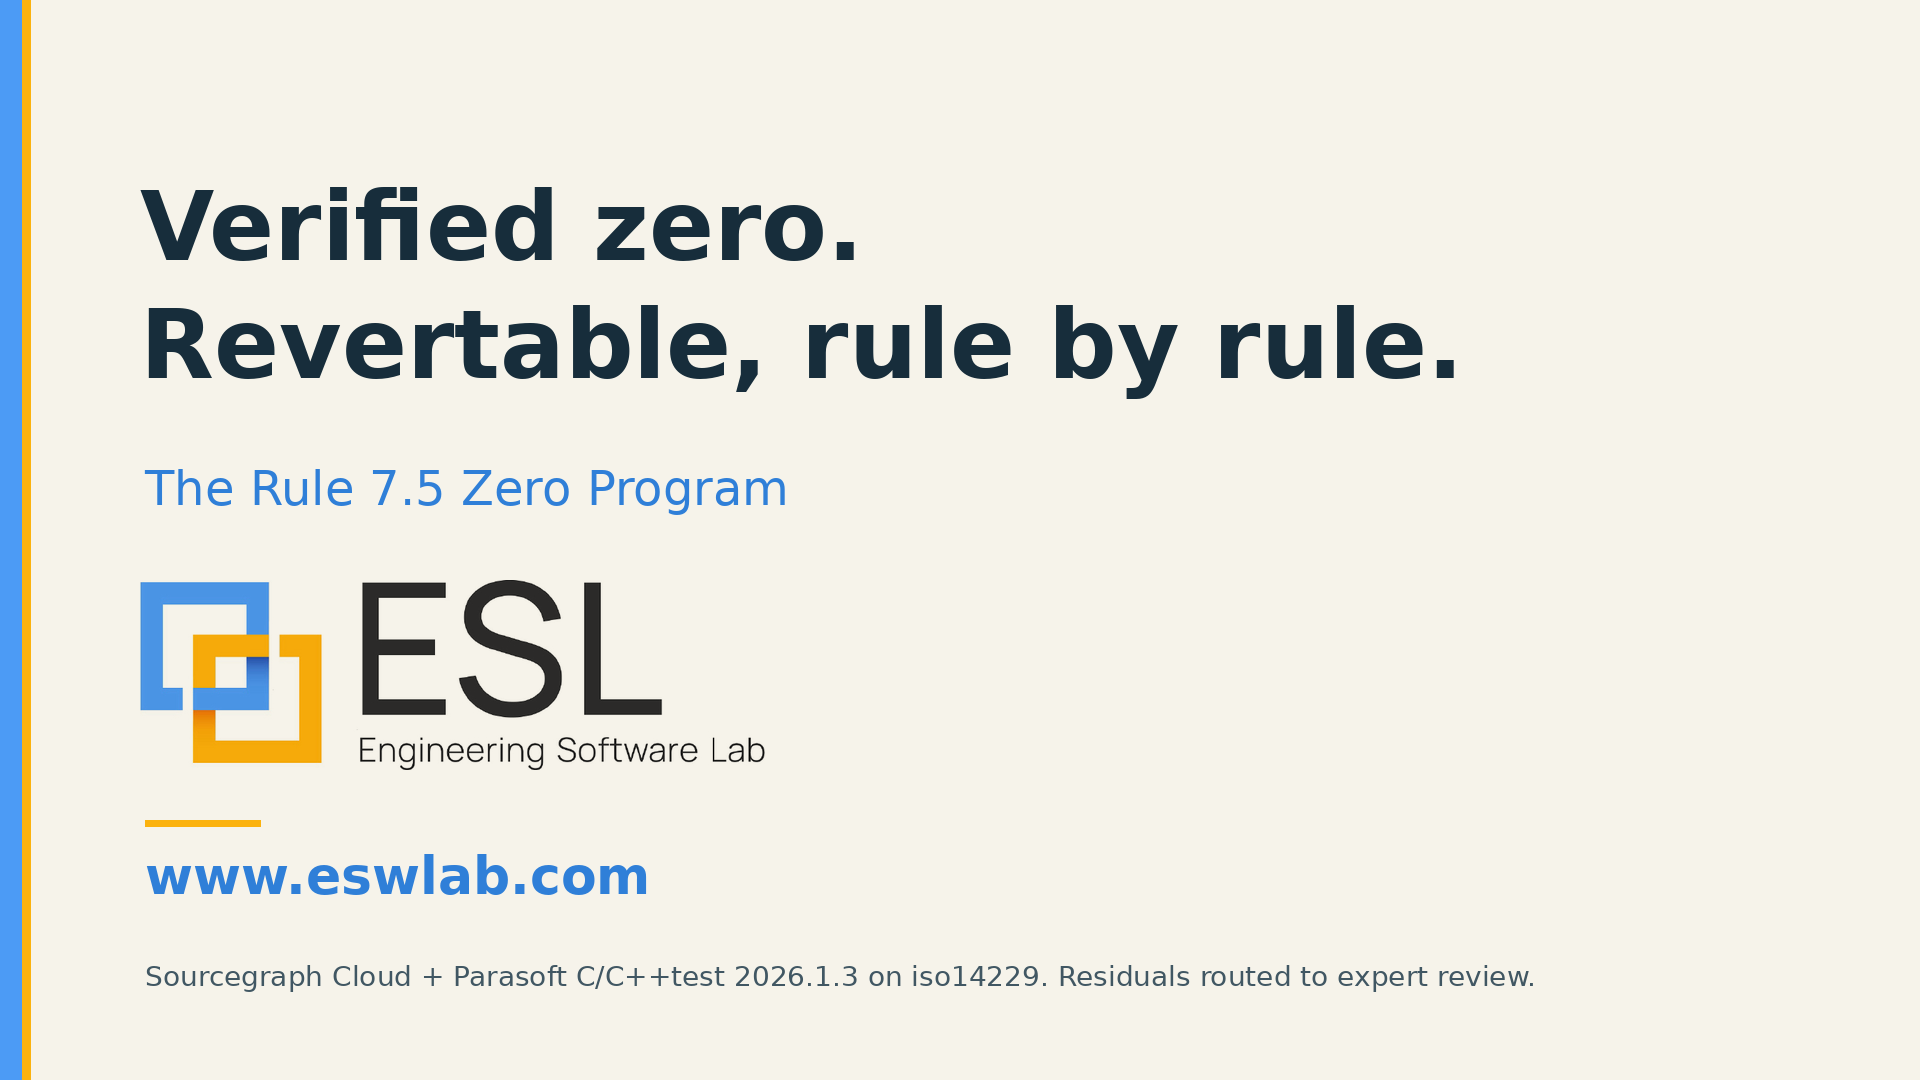 Verified zero.
Revertable, rule by rule.
The Rule 7.5 Zero Program
ESL
Engineering Software Lab
www.eswlab.com
Sourcegraph Cloud + Parasoft C/C++test 2026.1.3 on iso14229. Residuals routed to expert review.